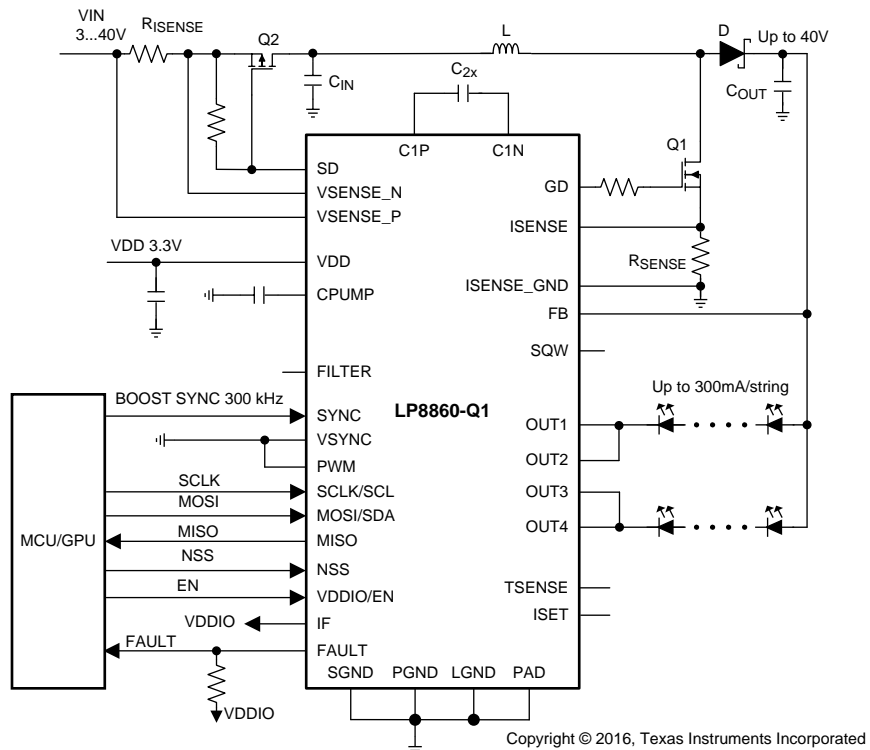 VIN
3...40V
RISENSE
Q2
L
D
Up to 40V
CIN
C2x
COUT
C1P
C1N
Q1
SD
GD
VSENSE_N
VSENSE_P
ISENSE
VDD 3.3V
VDD
RSENSE
CPUMP
ISENSE_GND
FB
SQW
FILTER
LP8860-Q1
Up to 300mA/string
BOOST SYNC 300 kHz
SYNC
OUT1
VSYNC
OUT2
PWM
SCLK
SCLK/SCL
OUT3
MOSI
MOSI/SDA
OUT4
MCU/GPU
MISO
MISO
NSS
NSS
EN
VDDIO/EN
TSENSE
VDDIO
IF
ISET
FAULT
FAULT
SGND
PGND
LGND
PAD
VDDIO
Copyright © 2016, Texas Instruments Incorporated